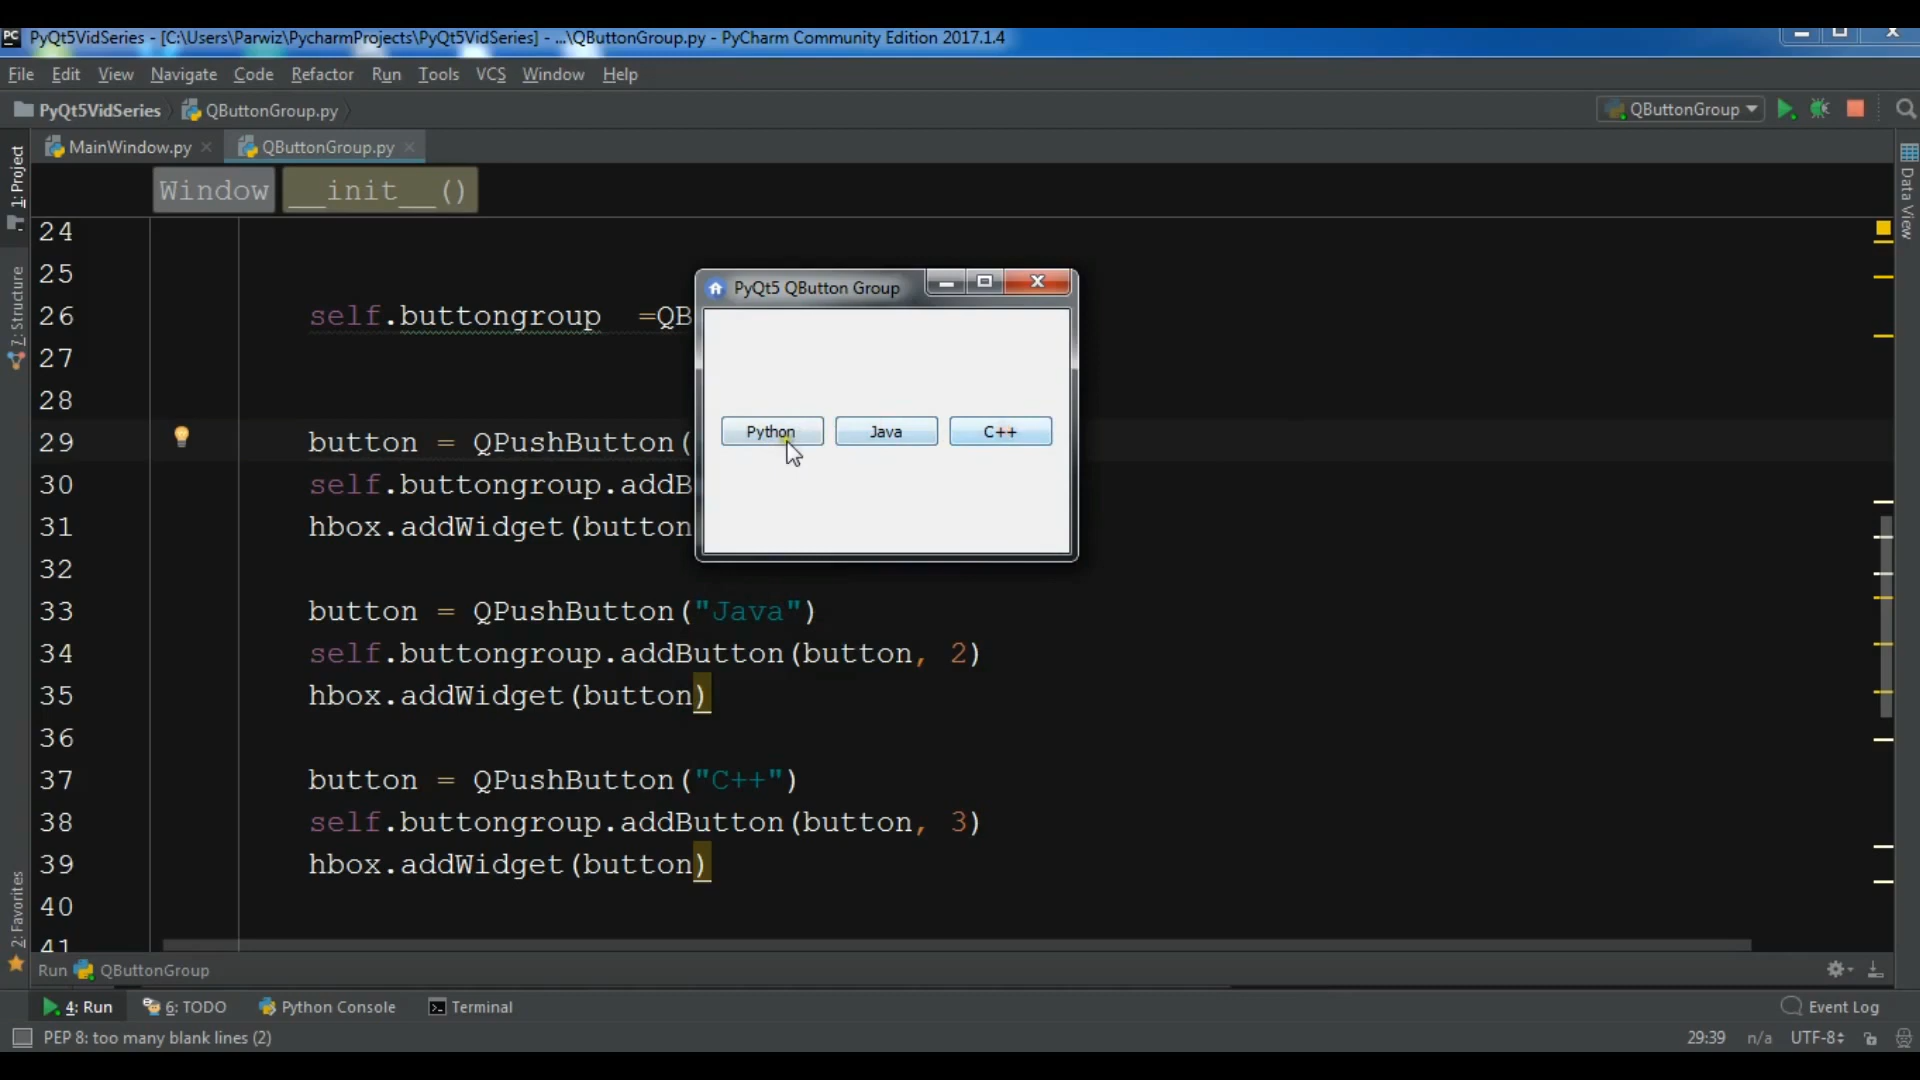 PC PyQt5VidSeries - [C:\Users\Parwiz\PycharmProjects\PyQt5VidSeries] - ...\QButtonGroup.py - PyCharm Community Edition 2017.1.4
File Edit View Navigate Code Refactor Run Tools VCS Window Help
PyQt5VidSeries QButtonGroup.py QButtonGroup
MainWindow.py QButtonGroup.py
1: Project
7: Structure
2: Favorites
Data View
Window __init__()
24
25
26 self.buttongroup =QB
27
28
29 button = QPushButton(
30 self.buttongroup.addB
31 hbox.addWidget(button
32
33 button = QPushButton("Java")
34 self.buttongroup.addButton(button, 2)
35 hbox.addWidget(button)
36
37 button = QPushButton("C++")
38 self.buttongroup.addButton(button, 3)
39 hbox.addWidget(button)
40
41
PyQt5 QButton Group
Python Java C++
Run QButtonGroup
4: Run 6: TODO Python Console Terminal Event Log
PEP 8: too many blank lines (2) 29:39 n/a UTF-8